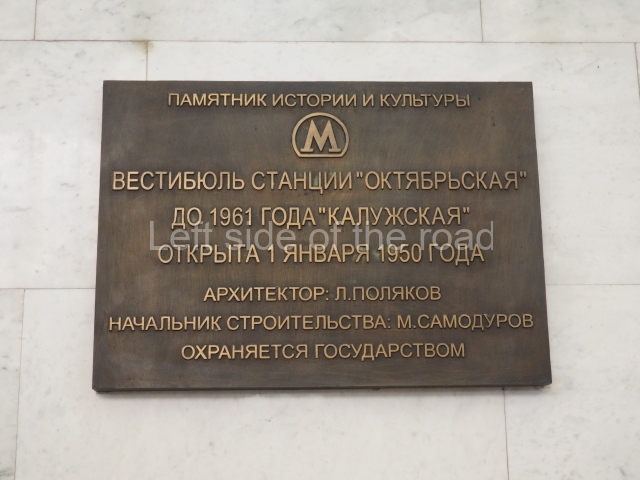 ПАМЯТНИК ИСТОРИИ И КУЛЬТУРЫ
М
ВЕСТИБЮЛЬ СТАНЦИИ "ОКТЯБРЬСКАЯ"
ДО 1961 ГОДА "КАЛУЖСКАЯ"
Left side of the road
ОТКРЫТА 1 ЯНВАРЯ 1950 ГОДА
АРХИТЕКТОР: Л.ПОЛЯКОВ
НАЧАЛЬНИК СТРОИТЕЛЬСТВА: М.САМОДУРОВ
ОХРАНЯЕТСЯ ГОСУДАРСТВОМ